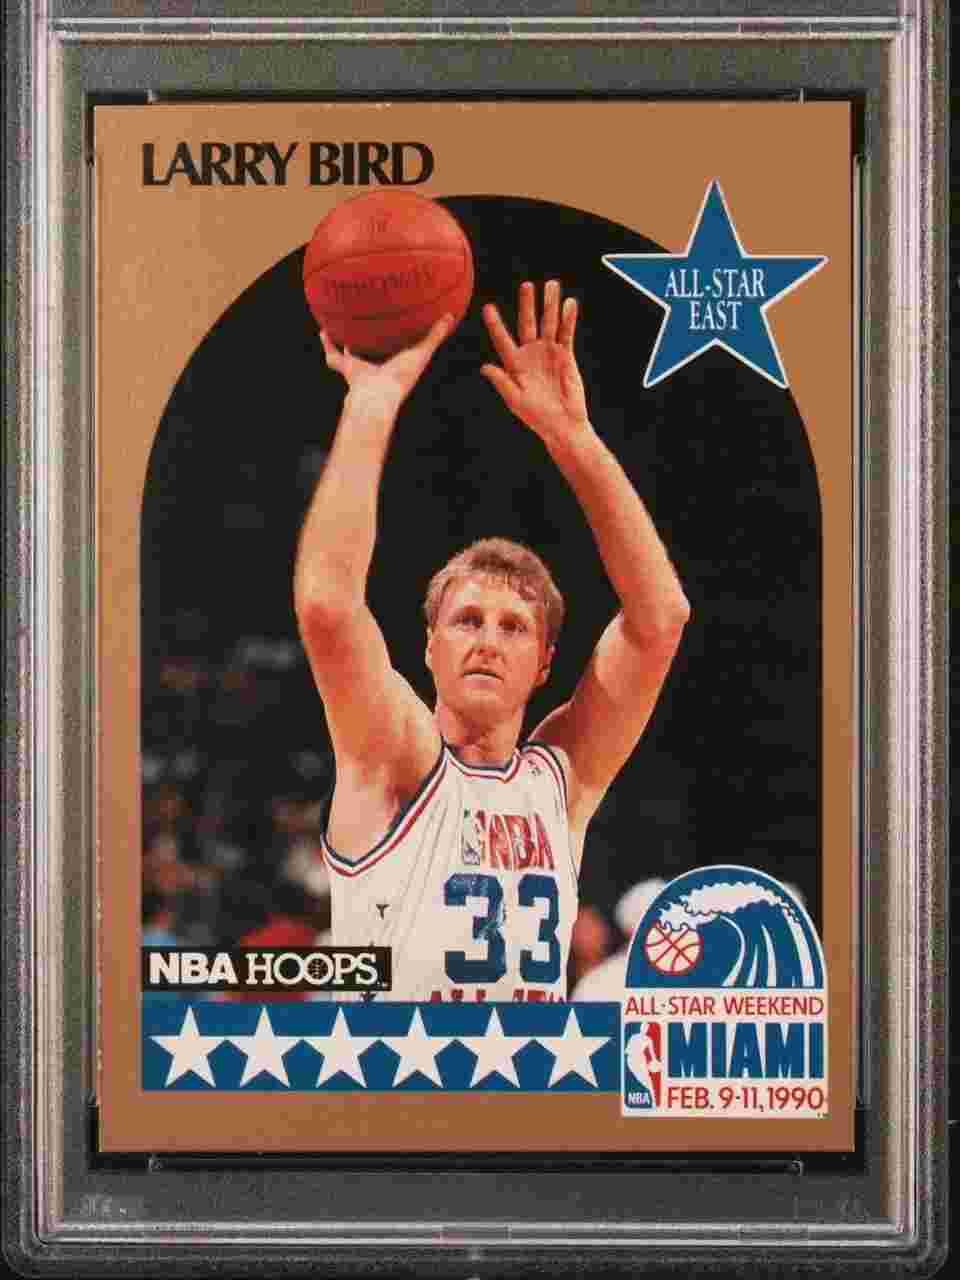 LARRY BIRD
ALL-STAR
EAST
NBA
33
NBA HOOPS
ALL-STAR WEEKEND
MIAMI
NBA
FEB. 9-11, 1990